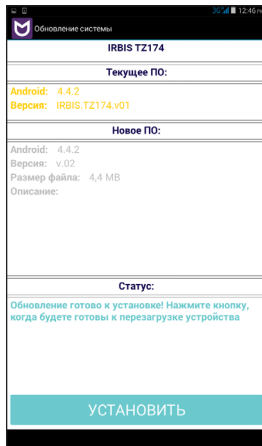 3G 12:46 PM
Обновление системы
IRBIS TZ174
Текущее ПО:
Android: 4.4.2
Версия: IRBIS.TZ174.v01
Новое ПО:
Android: 4.4.2
Версия: v.02
Размер файла: 4,4 MB
Описание:
Статус:
Обновление готово к установке! Нажмите кнопку,
когда будете готовы к перезагрузке устройства
УСТАНОВИТЬ